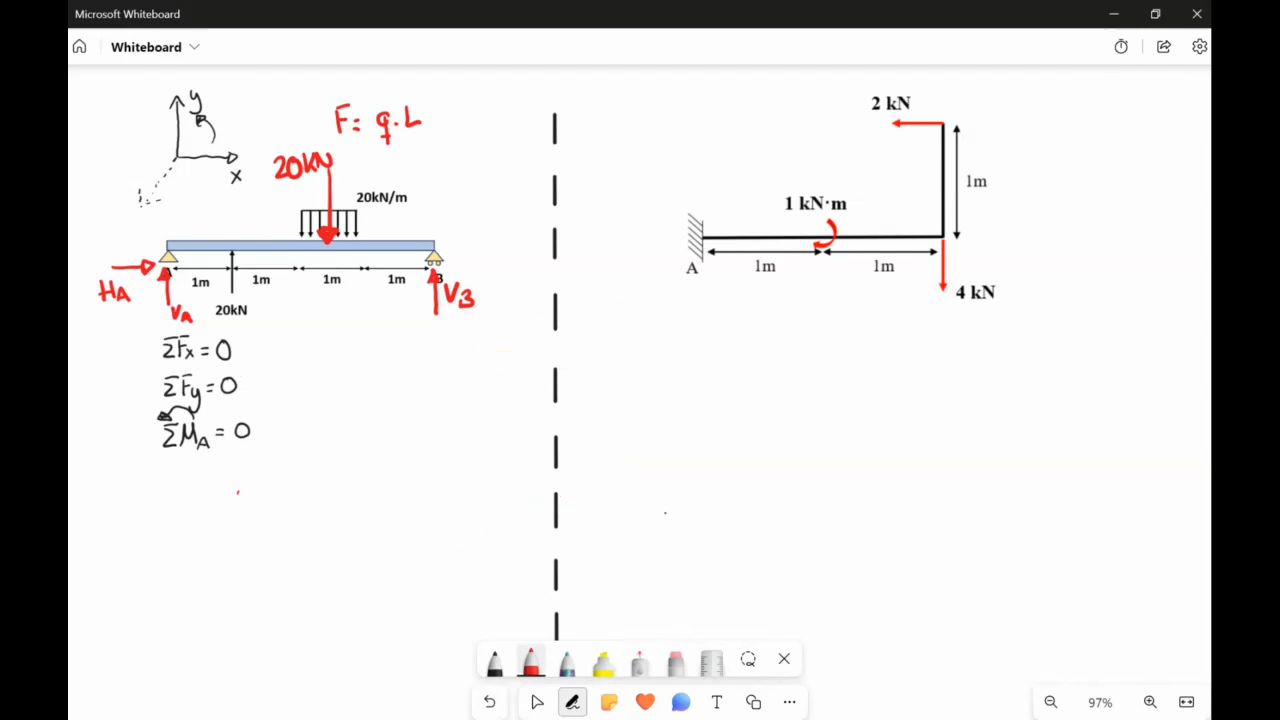 Microsoft Whiteboard
Whiteboard
y
x
F = q.L
20KN
20kN/m
A
B
1m
1m
1m
1m
HA
VA
VB
20kN
ΣFx = 0
ΣFy = 0
ΣMA = 0
2 kN
1m
1 kN·m
A
1m
1m
4 kN
T
97%